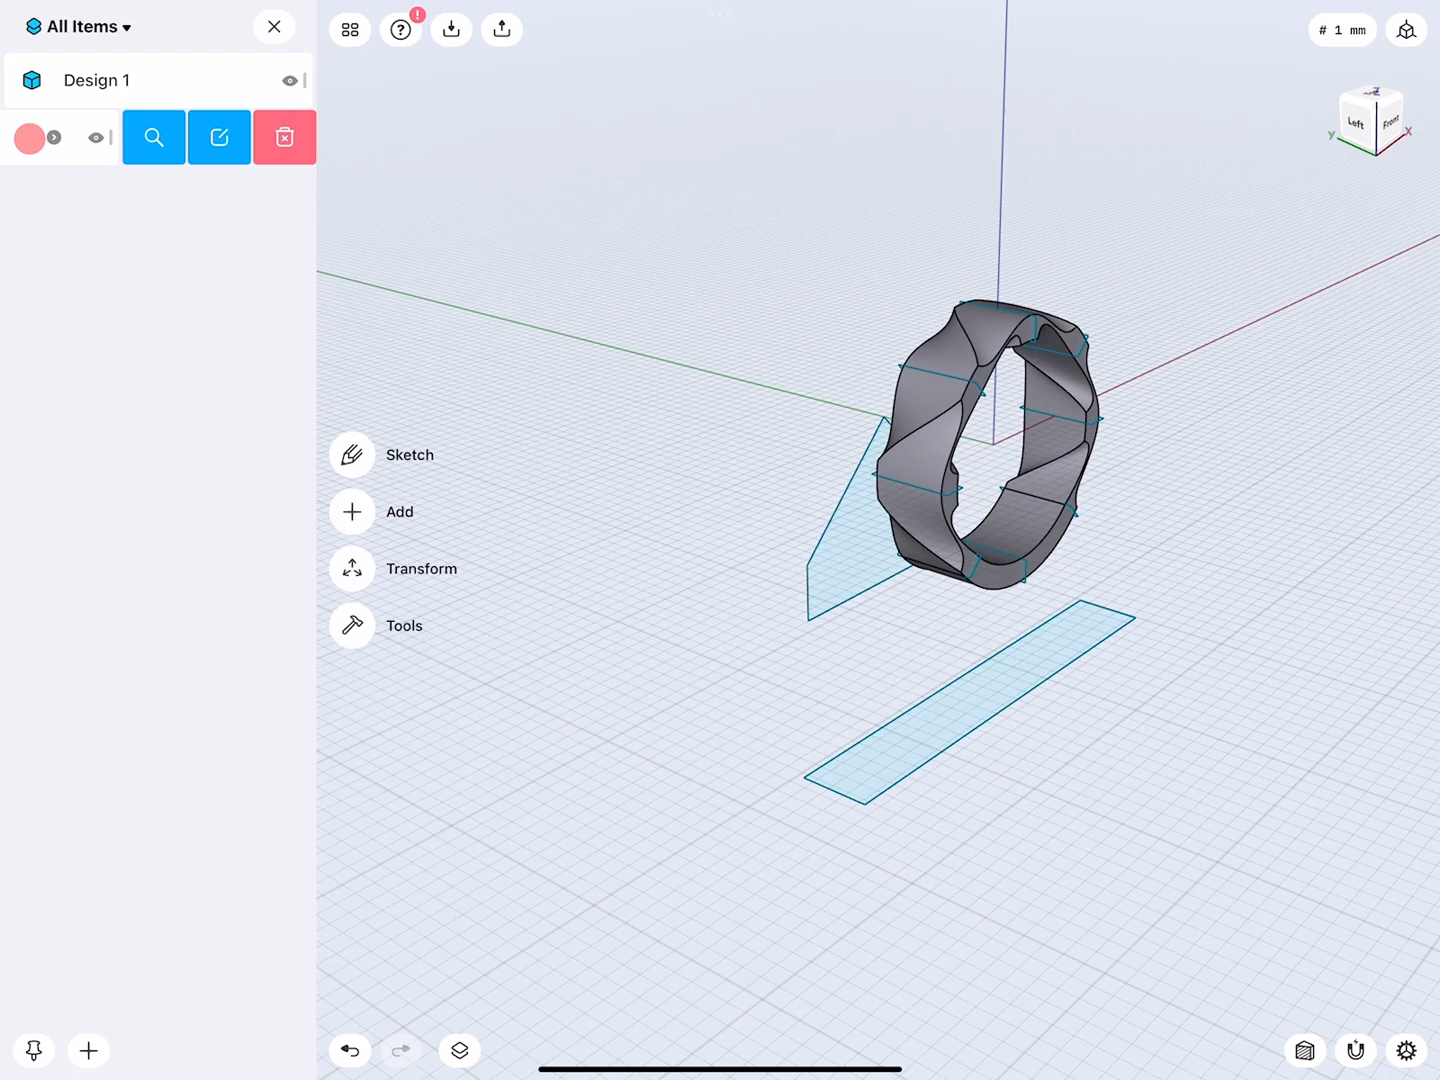 All Items
# 1 mm
Design 1
Z
Left
Front
Y
X
Sketch
Add
Transform
Tools